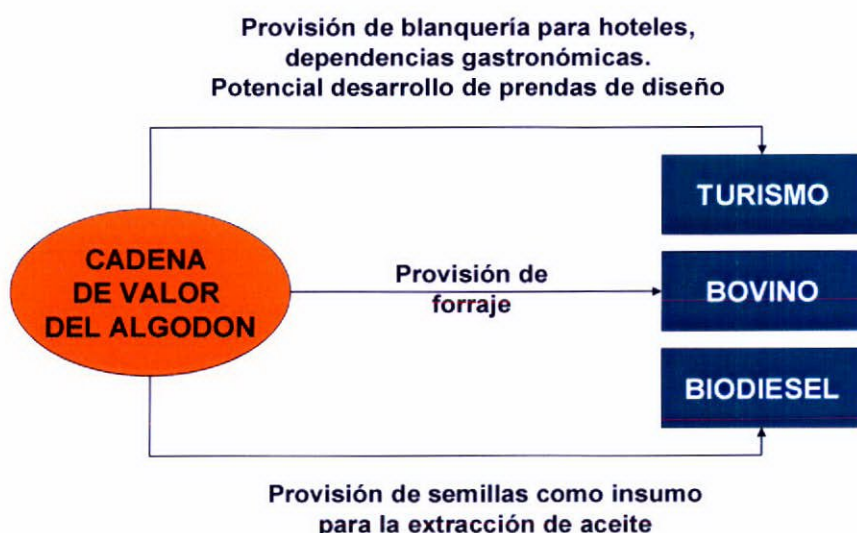 Provisión de blanquería para hoteles,
dependencias gastronómicas.
Potencial desarrollo de prendas de diseño
TURISMO
CADENA
DE VALOR
DEL ALGODON
Provisión de
forraje
BOVINO
BIODIESEL
Provisión de semillas como insumo
para la extracción de aceite